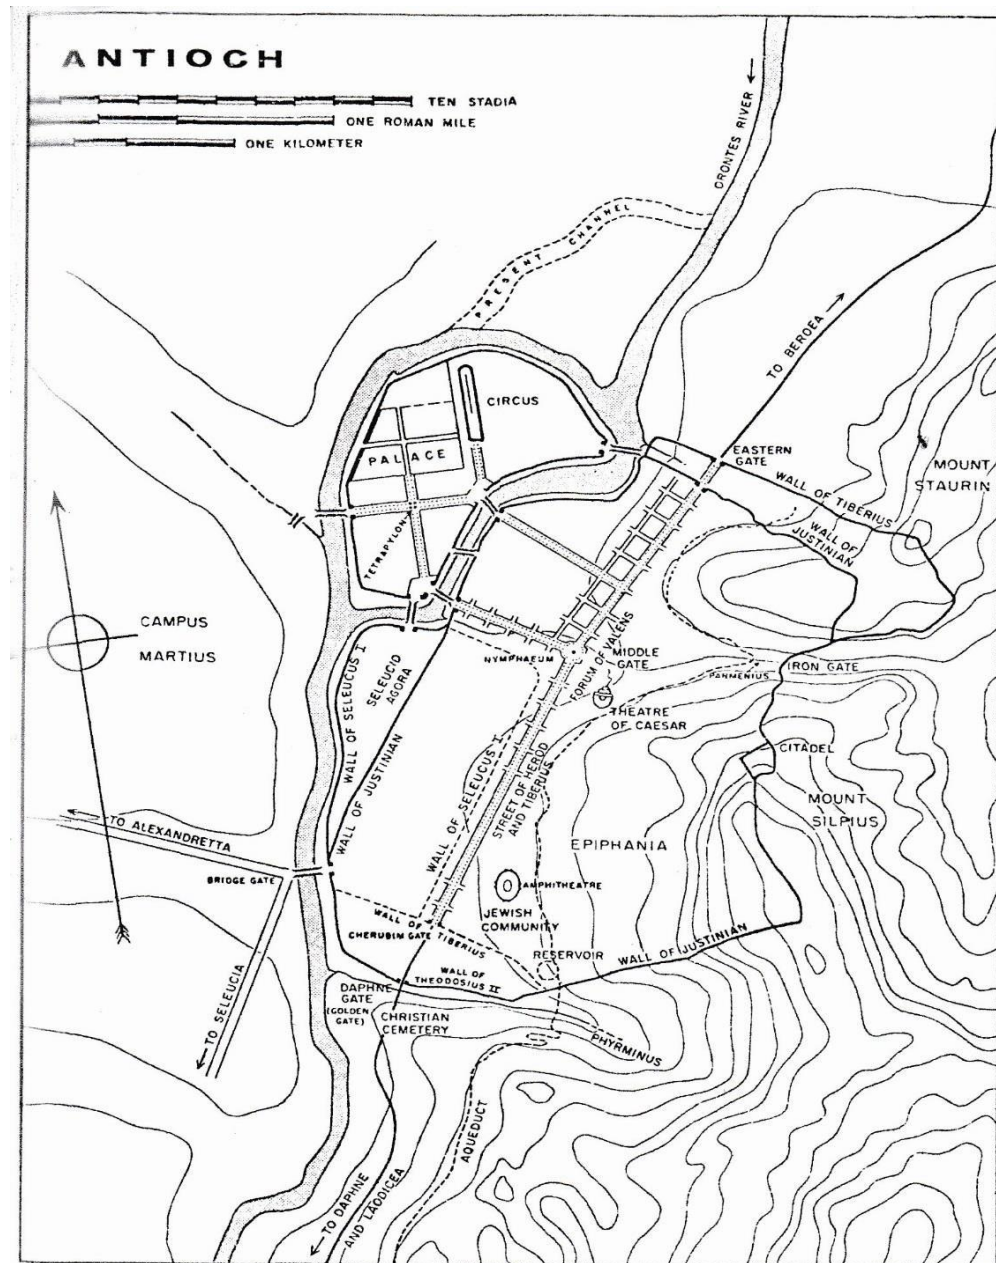 ANTIOCH
TEN STADIA
ONE ROMAN MILE
ONE KILOMETER
ORONTES RIVER
PRESENT CHANNEL
TO BEROEA
CIRCUS
PALACE
EASTERN
GATE
MOUNT
STAURIN
WALL OF TIBERIUS
WALL OF
JUSTINIAN
TETRAPYLON
CAMPUS
MARTIUS
NYMPHAEUM
FORUM OF VALENS
MIDDLE
GATE
PARMENIUS
IRON GATE
SELEUCID
AGORA
WALL OF SELEUCUS I
THEATRE
OF CAESAR
CITADEL
WALL OF JUSTINIAN
WALL OF SELEUCUS I
STREET OF HEROD
AND TIBERIUS
MOUNT
SILPIUS
TO ALEXANDRETTA
EPIPHANIA
BRIDGE GATE
AMPHITHEATRE
JEWISH
COMMUNITY
WALL OF TIBERIUS
CHERUBIM GATE
RESERVOIR
WALL OF JUSTINIAN
WALL OF
THEODOSIUS II
DAPHNE
GATE
(GOLDEN
GATE)
CHRISTIAN
CEMETERY
TO SELEUCIA
PHYRMINUS
AQUEDUCT
TO DAPHNE
AND LAODICEA